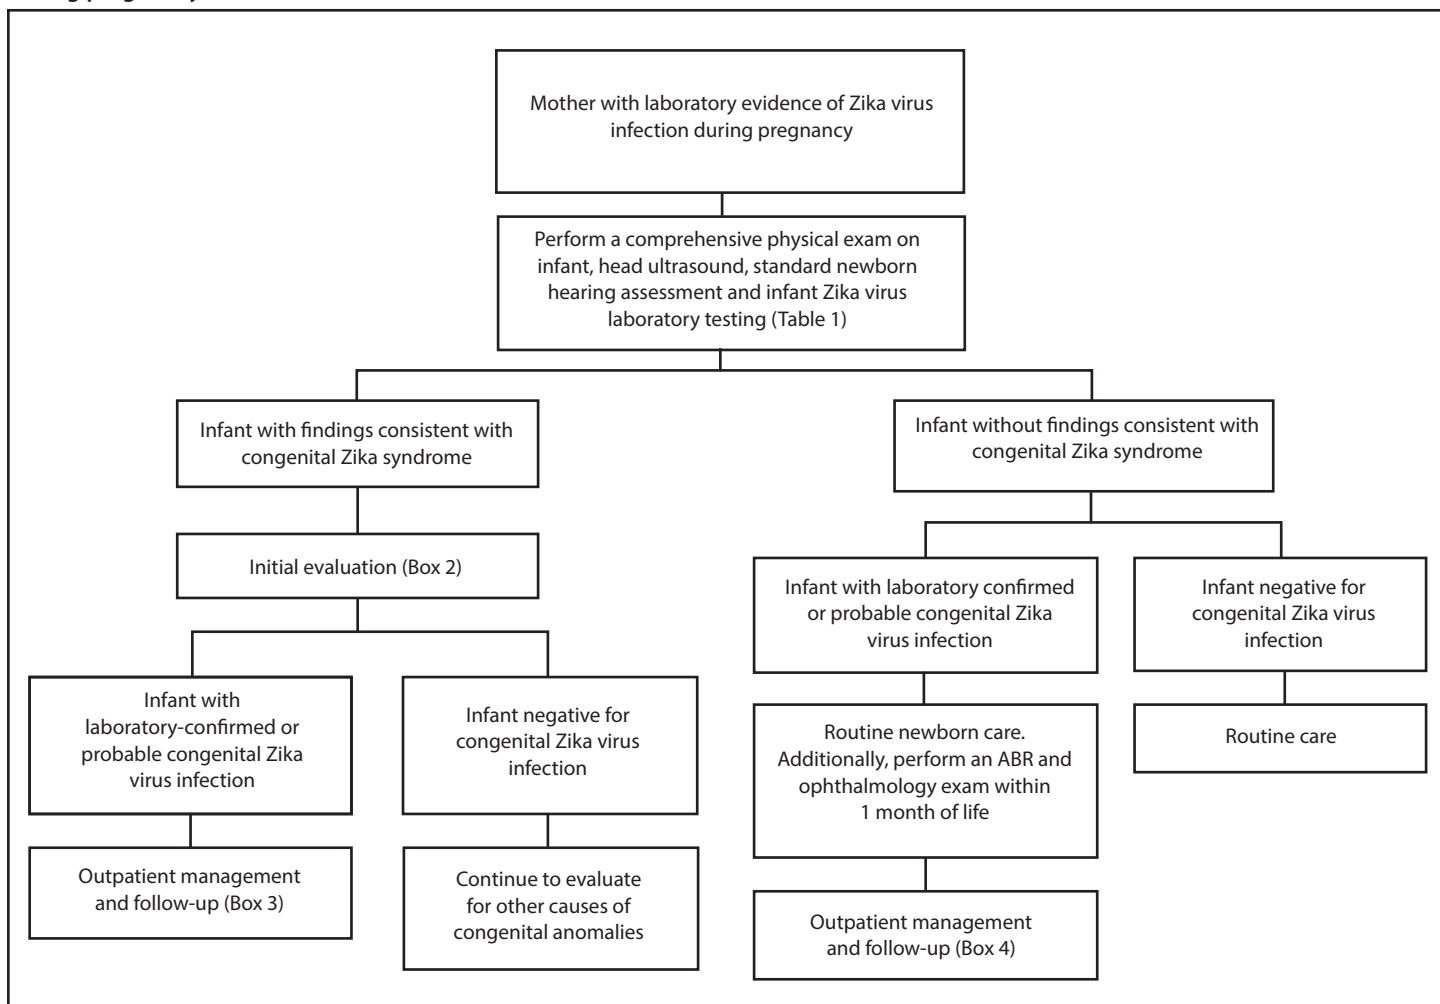 Mother with laboratory evidence of Zika virus
infection during pregnancy
Perform a comprehensive physical exam on
infant, head ultrasound, standard newborn
hearing assessment and infant Zika virus
laboratory testing (Table 1)
Infant with findings consistent with
congenital Zika syndrome
Infant without findings consistent with
congenital Zika syndrome
Initial evaluation (Box 2)
Infant with laboratory confirmed
or probable congenital Zika
virus infection
Infant negative for
congenital Zika virus
infection
Infant with
laboratory-confirmed or
probable congenital Zika
virus infection
Infant negative for
congenital Zika virus
infection
Routine newborn care.
Additionally, perform an ABR and
ophthalmology exam within
1 month of life
Routine care
Outpatient management
and follow-up (Box 3)
Continue to evaluate
for other causes of
congenital anomalies
Outpatient management
and follow-up (Box 4)